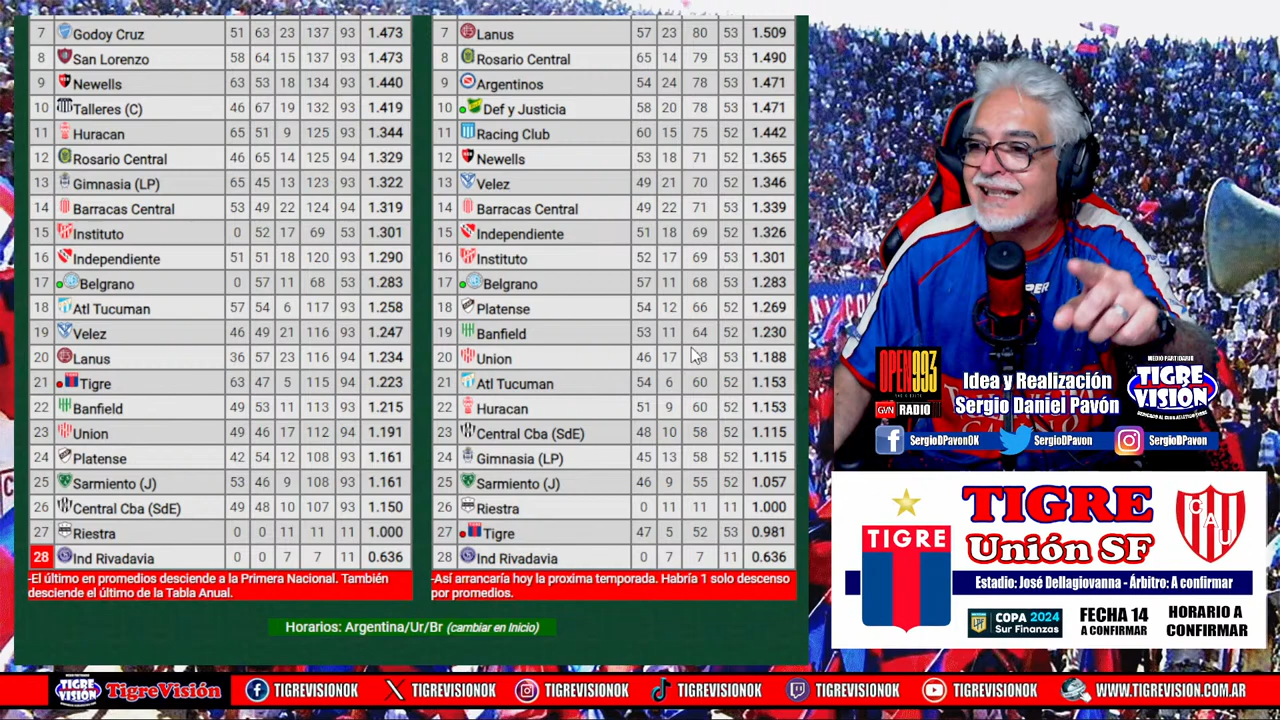 7 Godoy Cruz 51 63 23 137 93 1.473
8 San Lorenzo 58 64 15 137 93 1.473
9 Newells 63 53 18 134 93 1.440
10 Talleres (C) 46 67 19 132 93 1.419
11 Huracan 65 51 9 125 93 1.344
12 Rosario Central 46 65 14 125 94 1.329
13 Gimnasia (LP) 65 45 13 123 93 1.322
14 Barracas Central 53 49 22 124 94 1.319
15 Instituto 0 52 17 69 53 1.301
16 Independiente 51 51 18 120 93 1.290
17 Belgrano 0 57 11 68 53 1.283
18 Atl Tucuman 57 54 6 117 93 1.258
19 Velez 46 49 21 116 93 1.247
20 Lanus 36 57 23 116 94 1.234
21 Tigre 63 47 5 115 94 1.223
22 Banfield 49 53 11 113 93 1.215
23 Union 49 46 17 112 94 1.191
24 Platense 42 54 12 108 93 1.161
25 Sarmiento (J) 53 46 9 108 93 1.161
26 Central Cba (SdE) 49 48 10 107 93 1.150
27 Riestra 0 0 11 11 11 1.000
28 Ind Rivadavia 0 0 7 7 11 0.636
-El último en promedios desciende a la Primera Nacional. También
desciende el último de la Tabla Anual.
7 Lanus 57 23 80 53 1.509
8 Rosario Central 65 14 79 53 1.490
9 Argentinos 54 24 78 53 1.471
10 Def y Justicia 58 20 78 53 1.471
11 Racing Club 60 15 75 52 1.442
12 Newells 53 18 71 52 1.365
13 Velez 49 21 70 52 1.346
14 Barracas Central 49 22 71 53 1.339
15 Independiente 51 18 69 52 1.326
16 Instituto 52 17 69 53 1.301
17 Belgrano 57 11 68 53 1.283
18 Platense 54 12 66 52 1.269
19 Banfield 53 11 64 52 1.230
20 Union 46 17 53 1.188
21 Atl Tucuman 54 6 60 52 1.153
22 Huracan 51 9 60 52 1.153
23 Central Cba (SdE) 48 10 58 52 1.115
24 Gimnasia (LP) 45 13 58 52 1.115
25 Sarmiento (J) 46 9 55 52 1.057
26 Riestra 0 11 11 11 1.000
27 Tigre 47 5 52 53 0.981
28 Ind Rivadavia 0 7 7 11 0.636
-Así arrancaría hoy la proxima temporada. Habría 1 solo descenso
por promedios.
Horarios: Argentina/Ur/Br (cambiar en Inicio)
OPEN 99.3
GVN RADIO
Idea y Realización
Sergio Daniel Pavón
MEDIO PARTIDARIO
TIGRE
VISIÓN
SergioDPavonOK
SergioDPavon
SergioDPavon
TIGRE
TIGRE
Unión SF
CAU
Estadio: José Dellagiovanna - Árbitro: A confirmar
COPA 2024
Sur Finanzas
FECHA 14
A CONFIRMAR
HORARIO A
CONFIRMAR
TIGRE
VISIÓN
TigreVisión
TIGREVISIONOK
TIGREVISIONOK
TIGREVISIONOK
TIGREVISIONOK
TIGREVISIONOK
TIGREVISIONOK
WWW.TIGREVISION.COM.AR